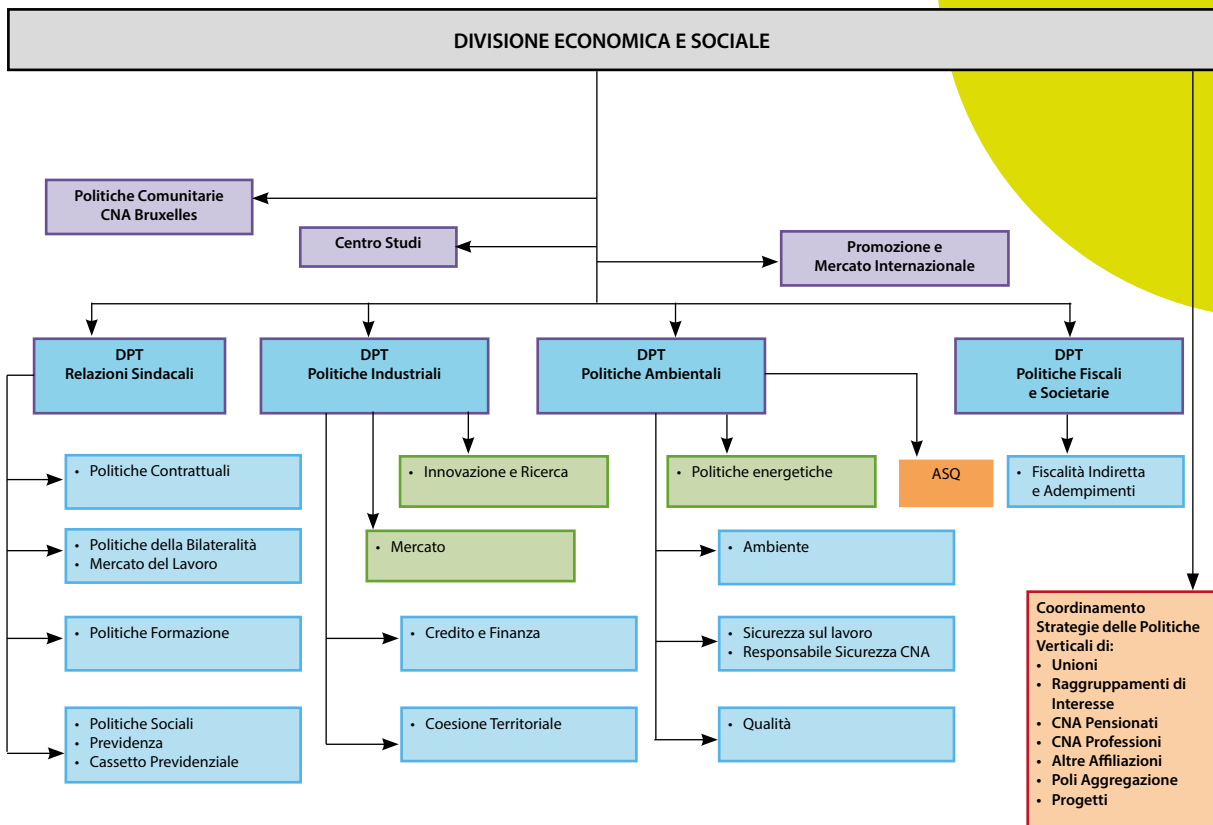 DIVISIONE ECONOMICA E SOCIALE
Politiche Comunitarie
CNA Bruxelles
Centro Studi
Promozione e
Mercato Internazionale
DPT
Relazioni Sindacali
DPT
Politiche Industriali
DPT
Politiche Ambientali
DPT
Politiche Fiscali
e Societarie
• Politiche Contrattuali
• Politiche della Bilateralità
• Mercato del Lavoro
• Politiche Formazione
• Politiche Sociali
• Previdenza
• Cassetto Previdenziale
• Innovazione e Ricerca
• Mercato
• Credito e Finanza
• Coesione Territoriale
• Politiche energetiche
ASQ
• Ambiente
• Sicurezza sul lavoro
• Responsabile Sicurezza CNA
• Qualità
• Fiscalità Indiretta
e Adempimenti
Coordinamento
Strategie delle Politiche
Verticali di:
• Unioni
• Raggruppamenti di
Interesse
• CNA Pensionati
• CNA Professioni
• Altre Affiliazioni
• Poli Aggregazione
• Progetti